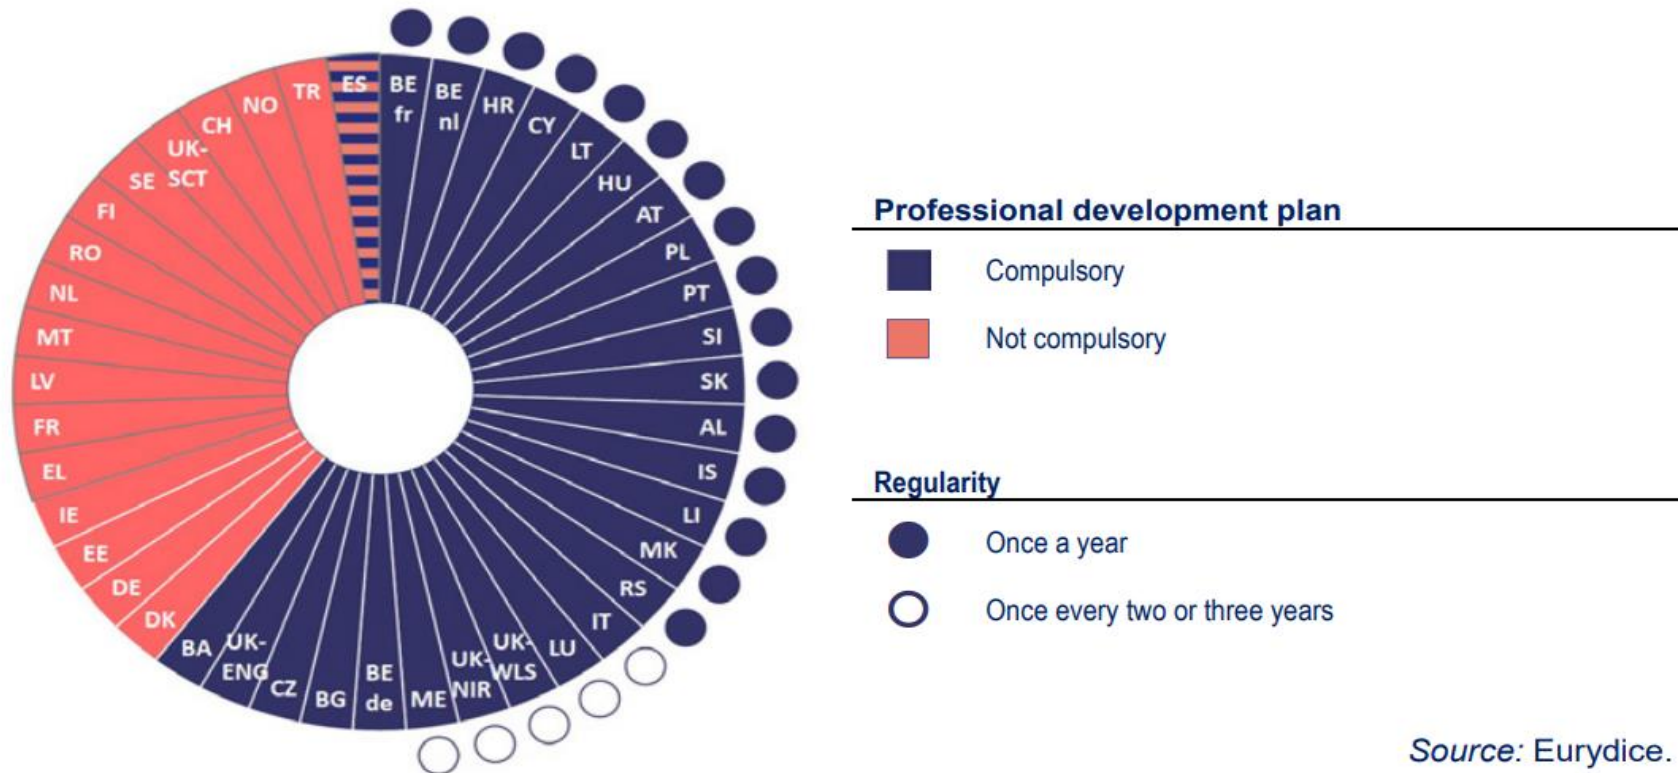 ES
BE
fr
BE
nl
HR
CY
LT
HU
AT
PL
PT
SI
SK
AL
IS
LI
MK
RS
IT
LU
UK-
WLS
UK-
NIR
ME
BE
de
BG
CZ
UK-
ENG
BA
DK
DE
EE
IE
EL
FR
LV
MT
NL
RO
FI
SE
UK-
SCT
CH
NO
TR
Professional development plan
Compulsory
Not compulsory
Regularity
Once a year
Once every two or three years
Source: Eurydice.